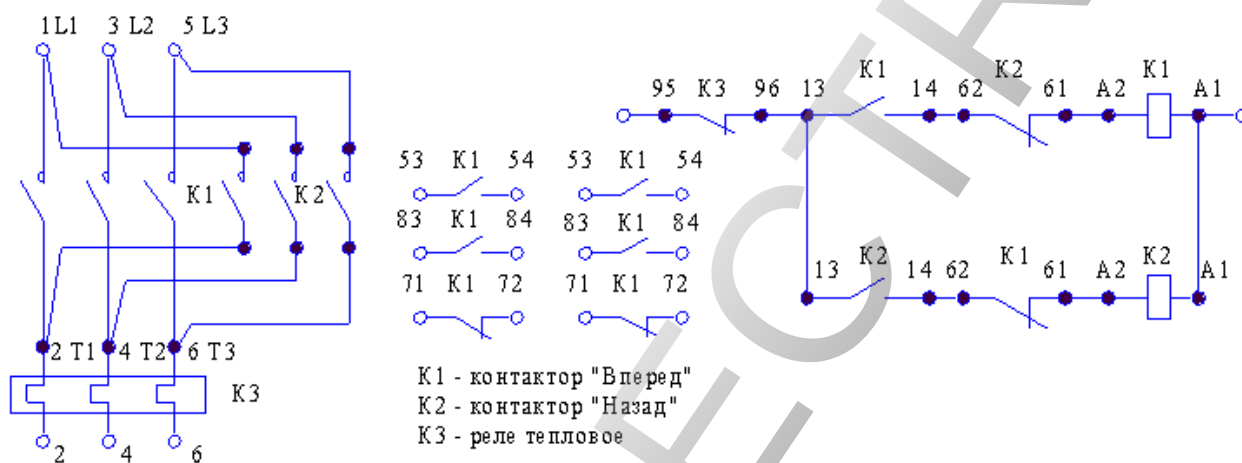 1L1 3 L2 5 L3
K1 K2
2 T1 4 T2 6 T3
K3
2 4 6
53 K1 54 53 K1 54
83 K1 84 83 K1 84
71 K1 72 71 K1 72
K1 - контактор "Вперед"
K2 - контактор "Назад"
K3 - реле тепловое
95 K3 96 13 K1 14 62 K2 61 A2 K1 A1
13 K2 14 62 K1 61 A2 K2 A1
ECTR